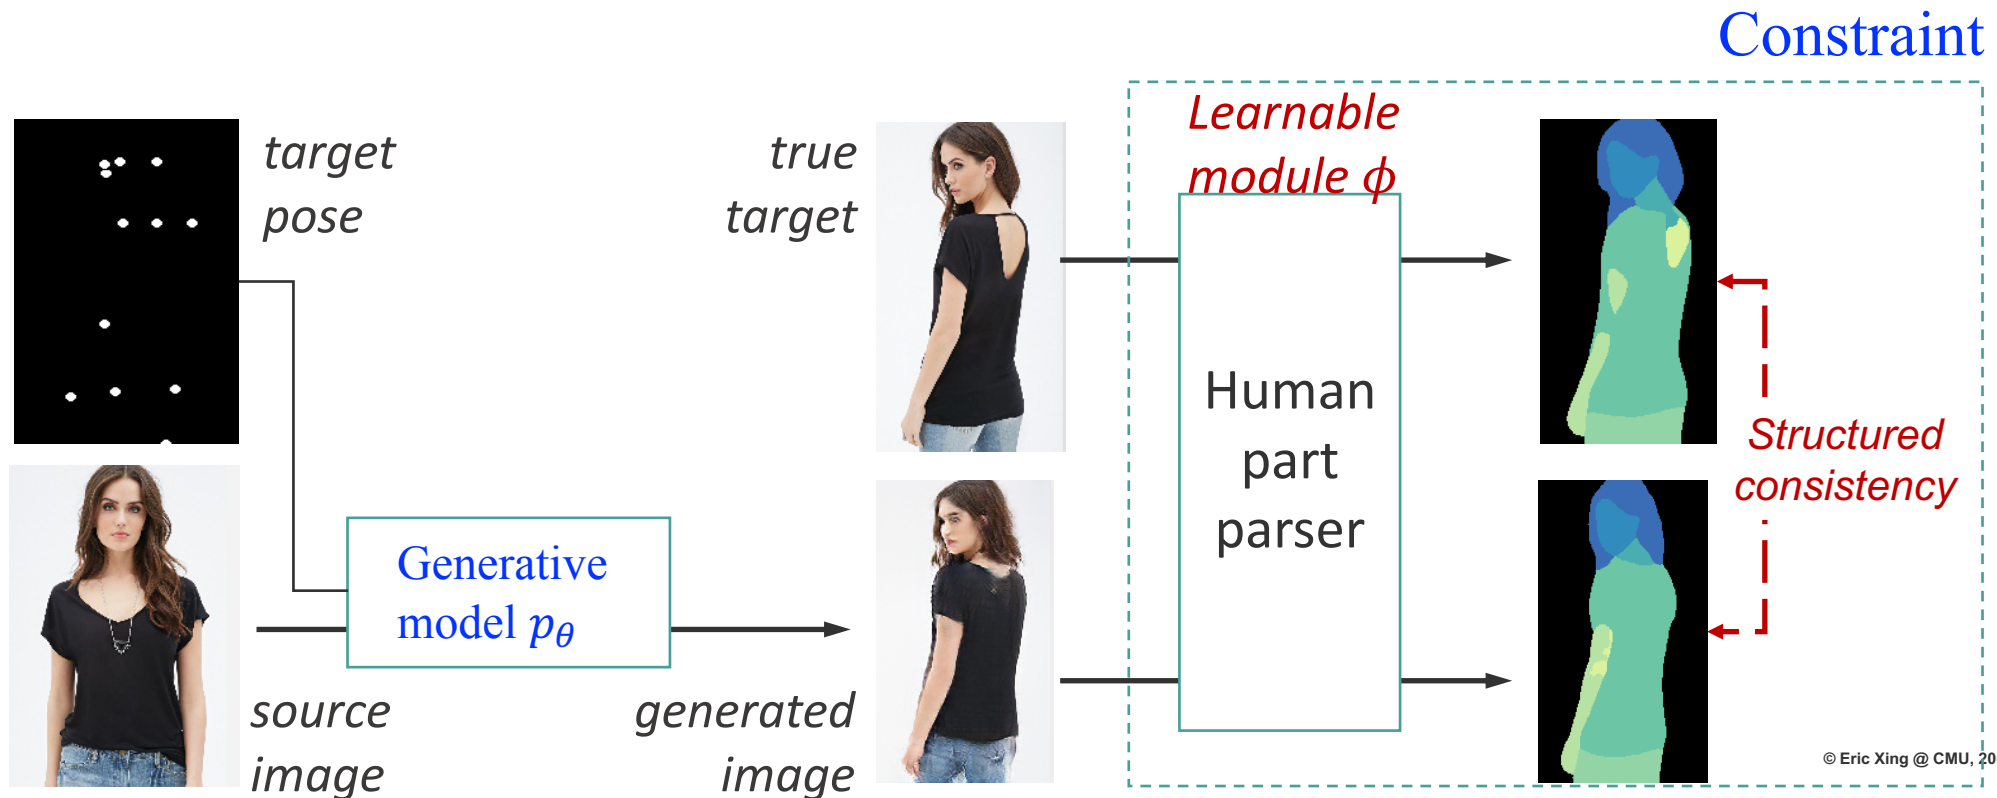 Constraint
target
pose
true
target
Learnable
module ϕ
Human
part
parser
Structured
consistency
Generative
model pθ
source
image
generated
image
© Eric Xing @ CMU, 20